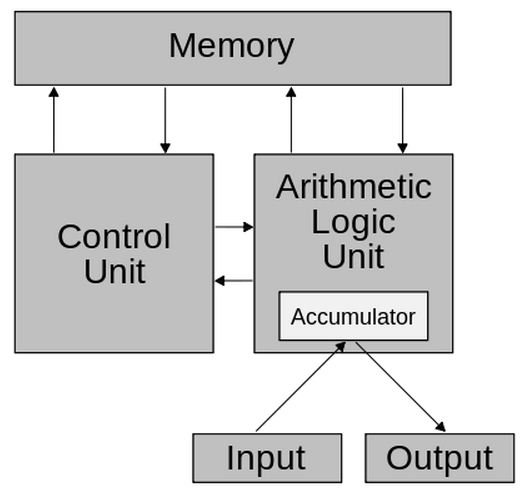 Memory
Control
Unit
Arithmetic
Logic
Unit
Accumulator
Input
Output